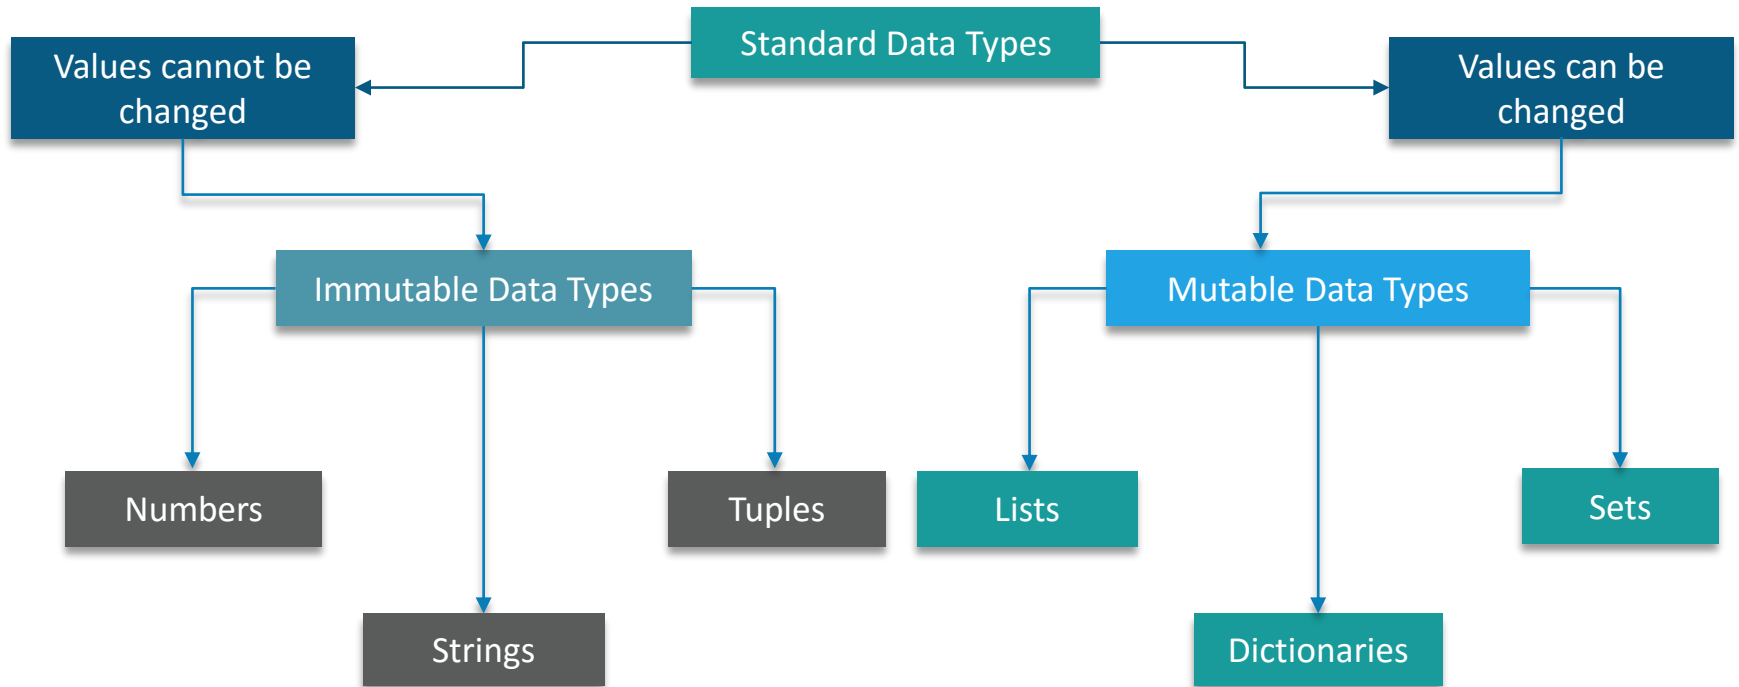 Standard Data Types
Values cannot be
changed
Values can be
changed
Immutable Data Types
Mutable Data Types
Numbers
Tuples
Lists
Sets
Strings
Dictionaries